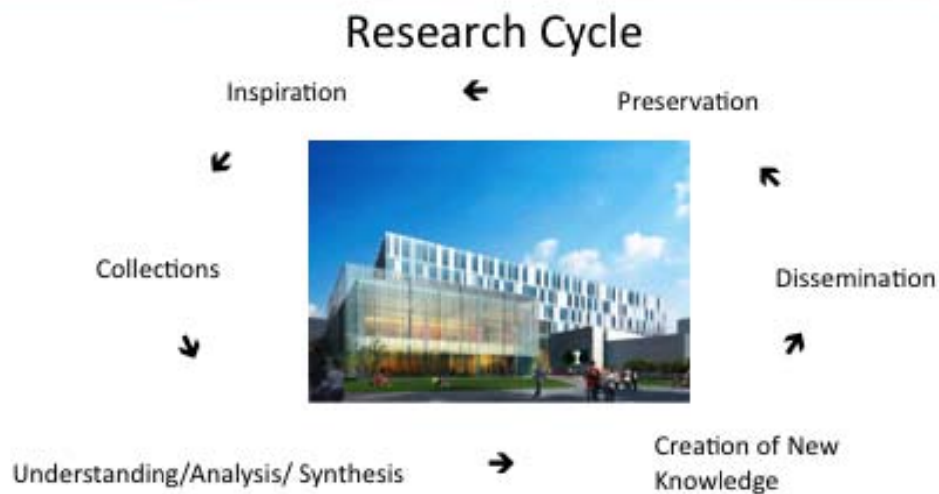 Research Cycle
Inspiration
Preservation
Collections
Dissemination
Understanding/Analysis/ Synthesis
Creation of New
Knowledge